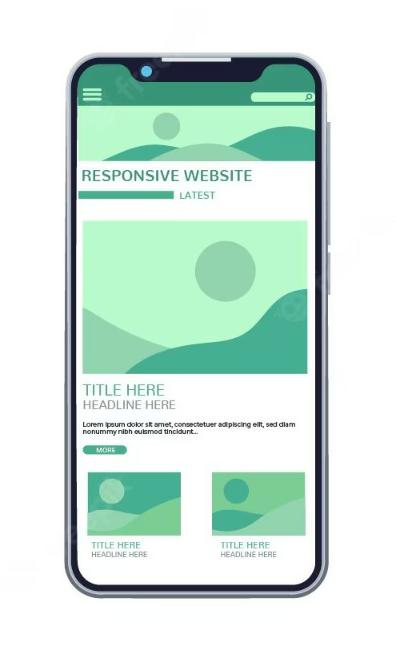 RESPONSIVE WEBSITE
LATEST
TITLE HERE
HEADLINE HERE
Lorem ipsum dolor sit amet, consectetuer adipiscing elit, sed diam
nonummy nibh euismod tincidunt...
MORE
TITLE HERE
HEADLINE HERE
TITLE HERE
HEADLINE HERE